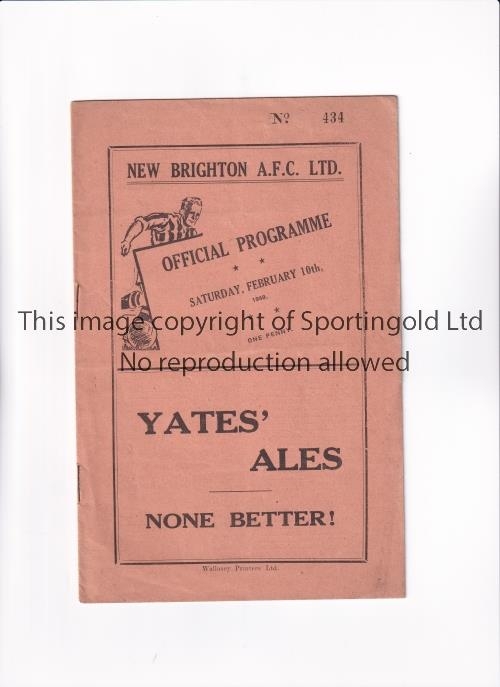 Nº 434
NEW BRIGHTON A.F.C. LTD.
OFFICIAL PROGRAMME
SATURDAY, FEBRUARY 10th,
ONE PENNY.
This image copyright of Sportingold Ltd
No reproduction allowed
YATES'
ALES
NONE BETTER!
Wallasey Printers Ltd.